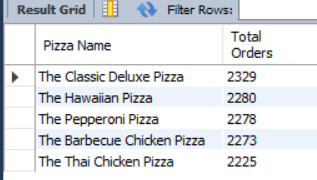 Result Grid Filter Rows:
Pizza Name Total Orders
The Classic Deluxe Pizza 2329
The Hawaiian Pizza 2280
The Pepperoni Pizza 2278
The Barbecue Chicken Pizza 2273
The Thai Chicken Pizza 2225